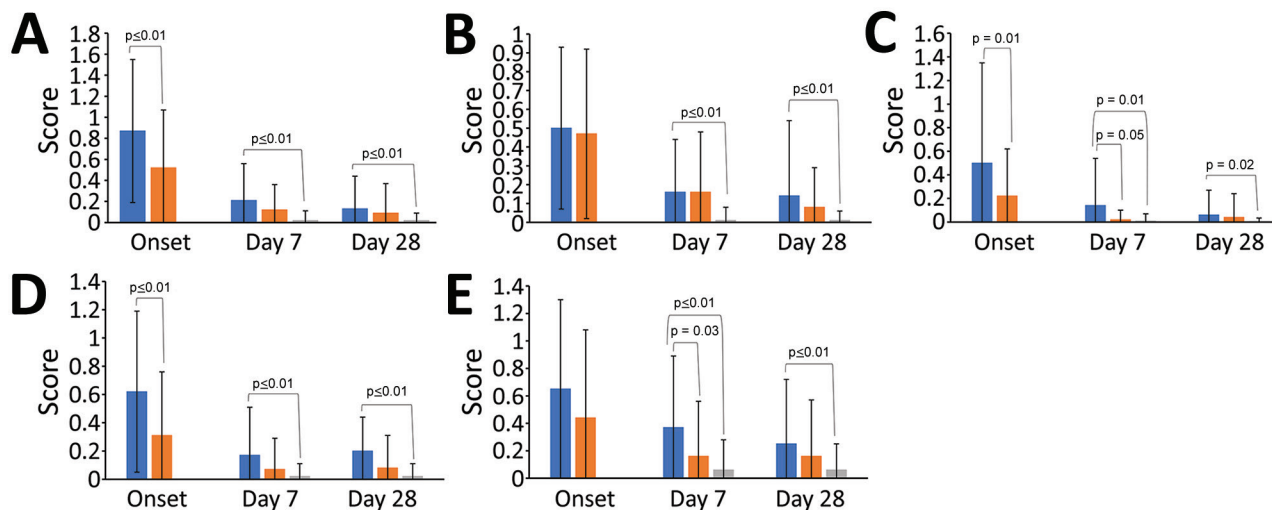 A
Score
1.8
1.6
1.4
1.2
1
0.8
0.6
0.4
0.2
0
p≤0.01
p≤0.01
p≤0.01
Onset Day 7 Day 28
B
Score
1
0.9
0.8
0.7
0.6
0.5
0.4
0.3
0.2
0.1
0
p≤0.01
p≤0.01
Onset Day 7 Day 28
C
Score
1.6
1.4
1.2
1
0.8
0.6
0.4
0.2
0
p = 0.01
p = 0.01
p = 0.05
p = 0.02
Onset Day 7 Day 28
D
Score
1.4
1.2
1
0.8
0.6
0.4
0.2
0
p≤0.01
p≤0.01
p≤0.01
Onset Day 7 Day 28
E
Score
1.4
1.2
1
0.8
0.6
0.4
0.2
0
p≤0.01
p = 0.03
p≤0.01
Onset Day 7 Day 28